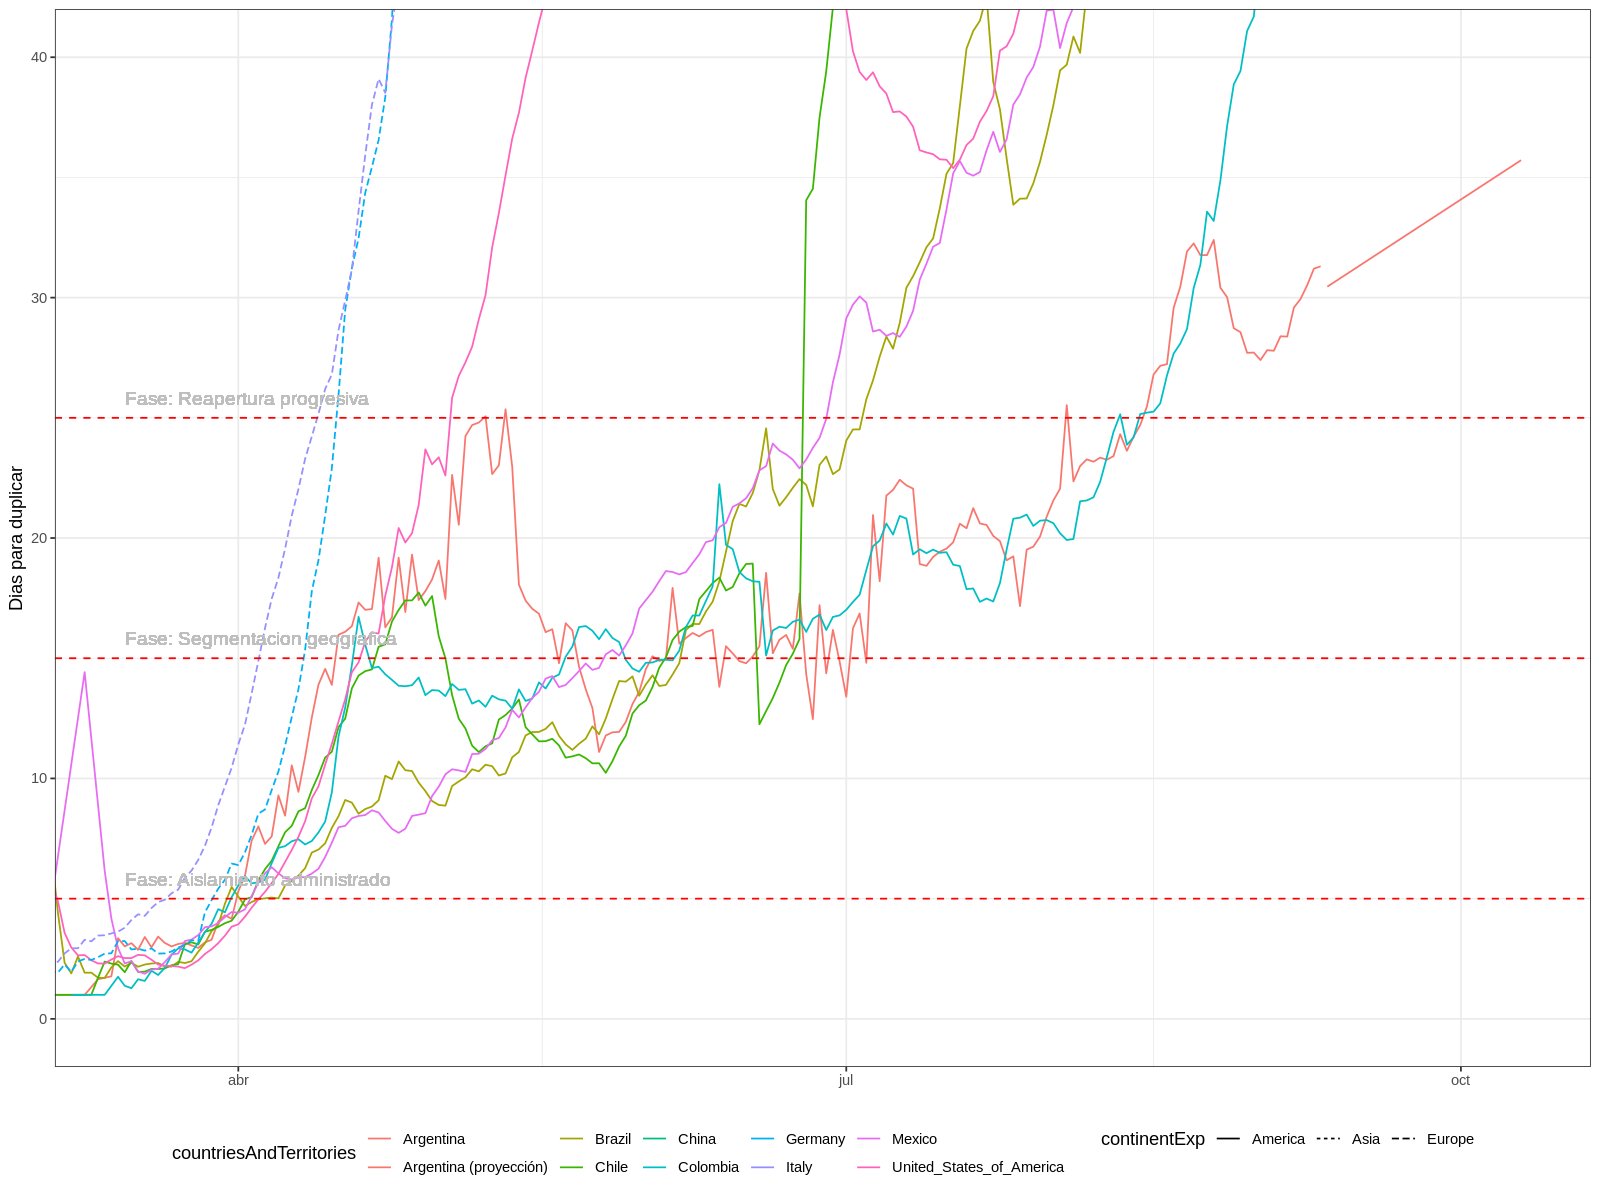 40
30
20
10
0
Dias para duplicar
Fase: Reapertura progresiva
Fase: Segmentacion geografica
Fase: Aislamiento administrado
abr
jul
oct
countriesAndTerritories
Argentina
Argentina (proyección)
Brazil
Chile
China
Colombia
Germany
Italy
Mexico
United_States_of_America
continentExp
America
Asia
Europe